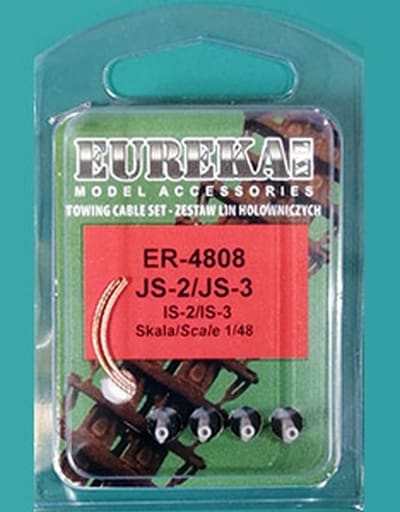 EUREKA XXL
MODEL ACCESSORIES
TOWING CABLE SET - ZESTAW LIN HOLOWNICZYCH
ER-4808
JS-2/JS-3
IS-2/IS-3
Skala/Scale 1/48